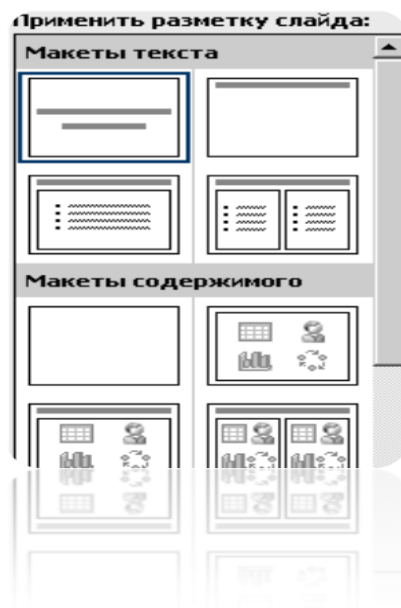 Применить разметку слайда:
Макеты текста
Макеты содержимого